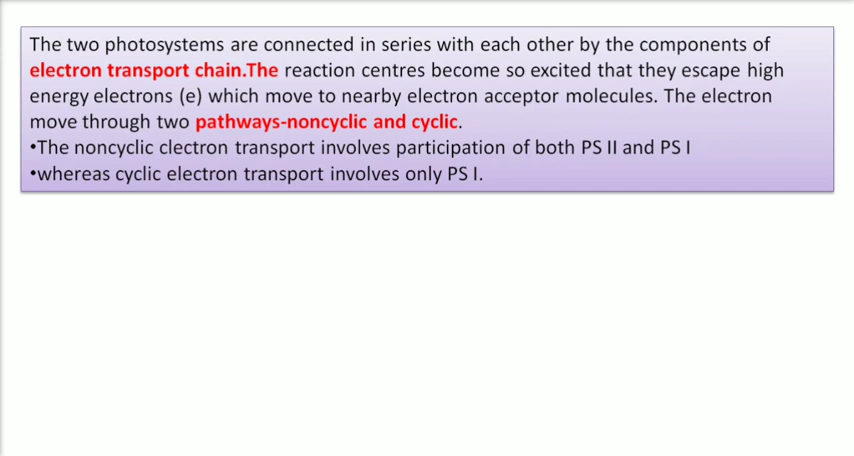 The two photosystems are connected in series with each other by the components of
electron transport chain.The reaction centres become so excited that they escape high
energy electrons (e) which move to nearby electron acceptor molecules. The electron
move through two pathways-noncyclic and cyclic.
•The noncyclic clectron transport involves participation of both PS II and PS I
•whereas cyclic electron transport involves only PS I.